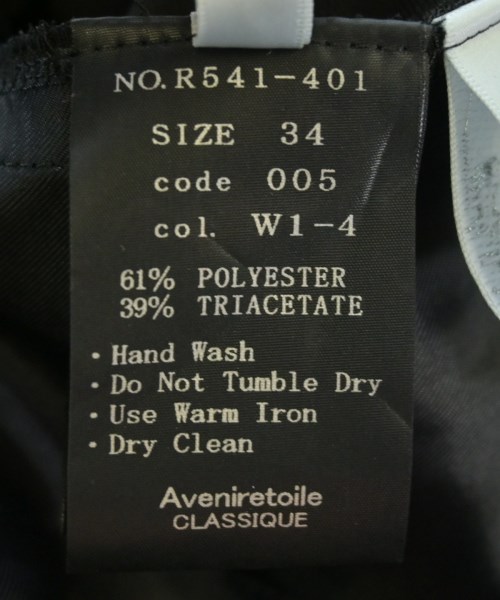 NO. R541-401
SIZE 34
code 005
col. W1-4
61% POLYESTER
39% TRIACETATE
・Hand Wash
・Do Not Tumble Dry
・Use Warm Iron
・Dry Clean
Aveniretoile
CLASSIQUE